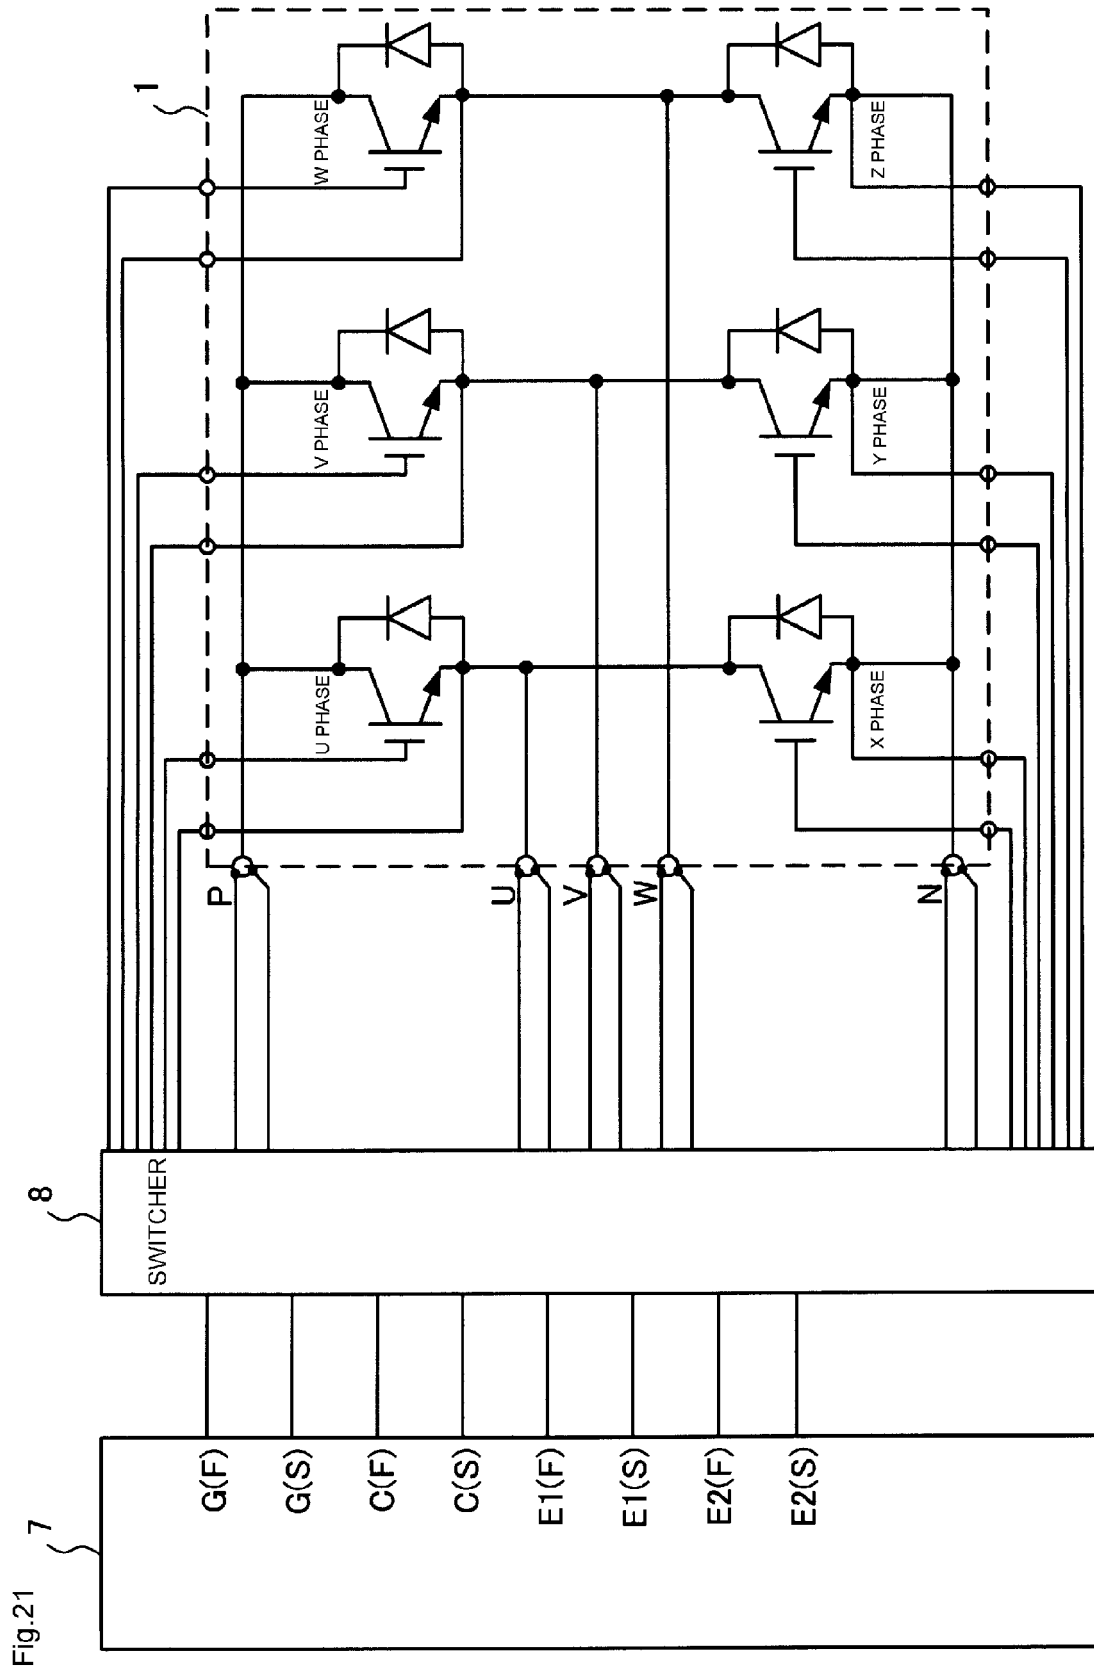 Fig.21
7
8
1
G(F)
G(S)
C(F)
C(S)
E1(F)
E1(S)
E2(F)
E2(S)
SWITCHER
P
U
V
W
N
U PHASE
V PHASE
W PHASE
X PHASE
Y PHASE
Z PHASE